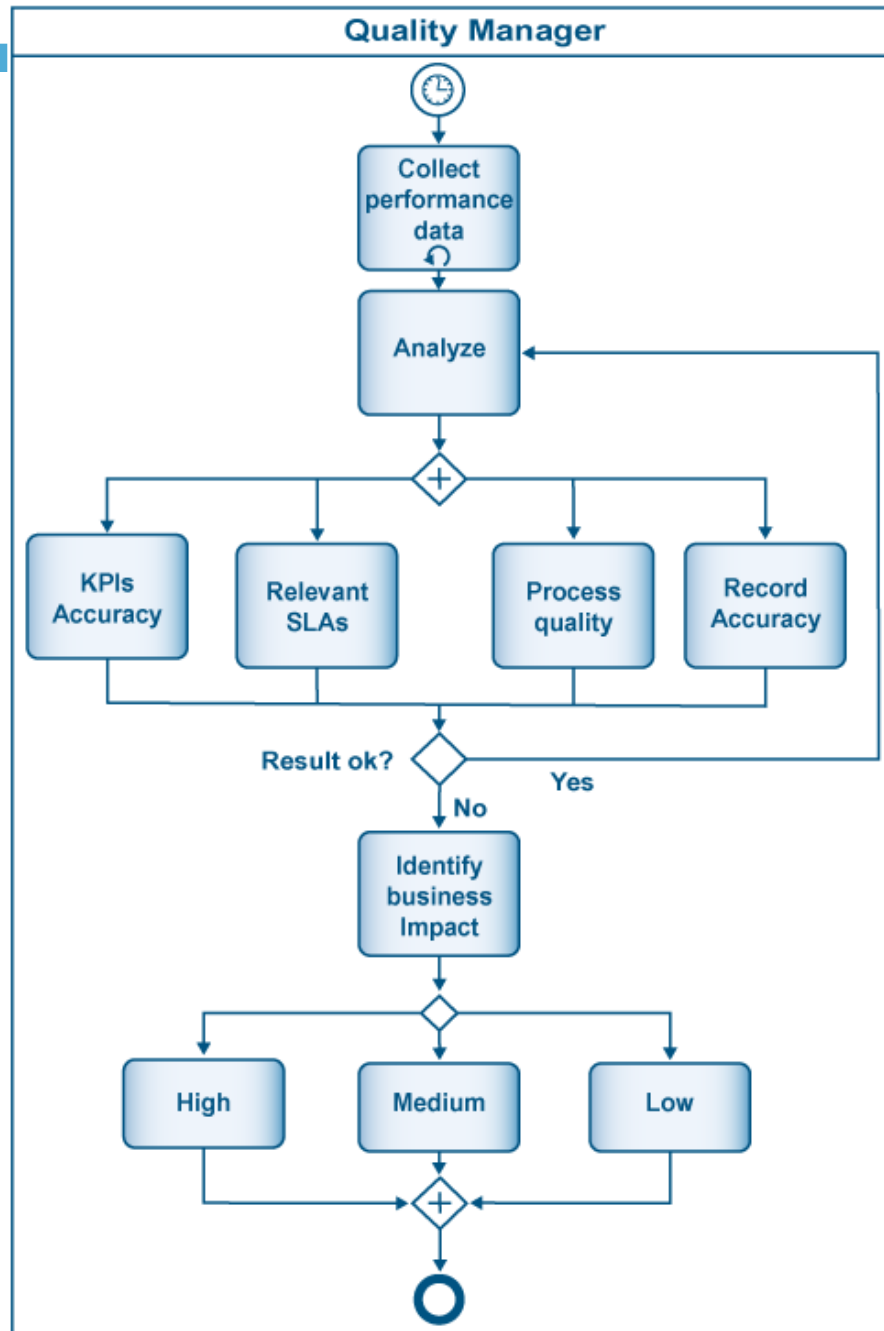 Quality Manager
Collect
performance
data
Analyze
KPIs
Accuracy
Relevant
SLAs
Process
quality
Record
Accuracy
Result ok?
Yes
No
Identify
business
Impact
High
Medium
Low